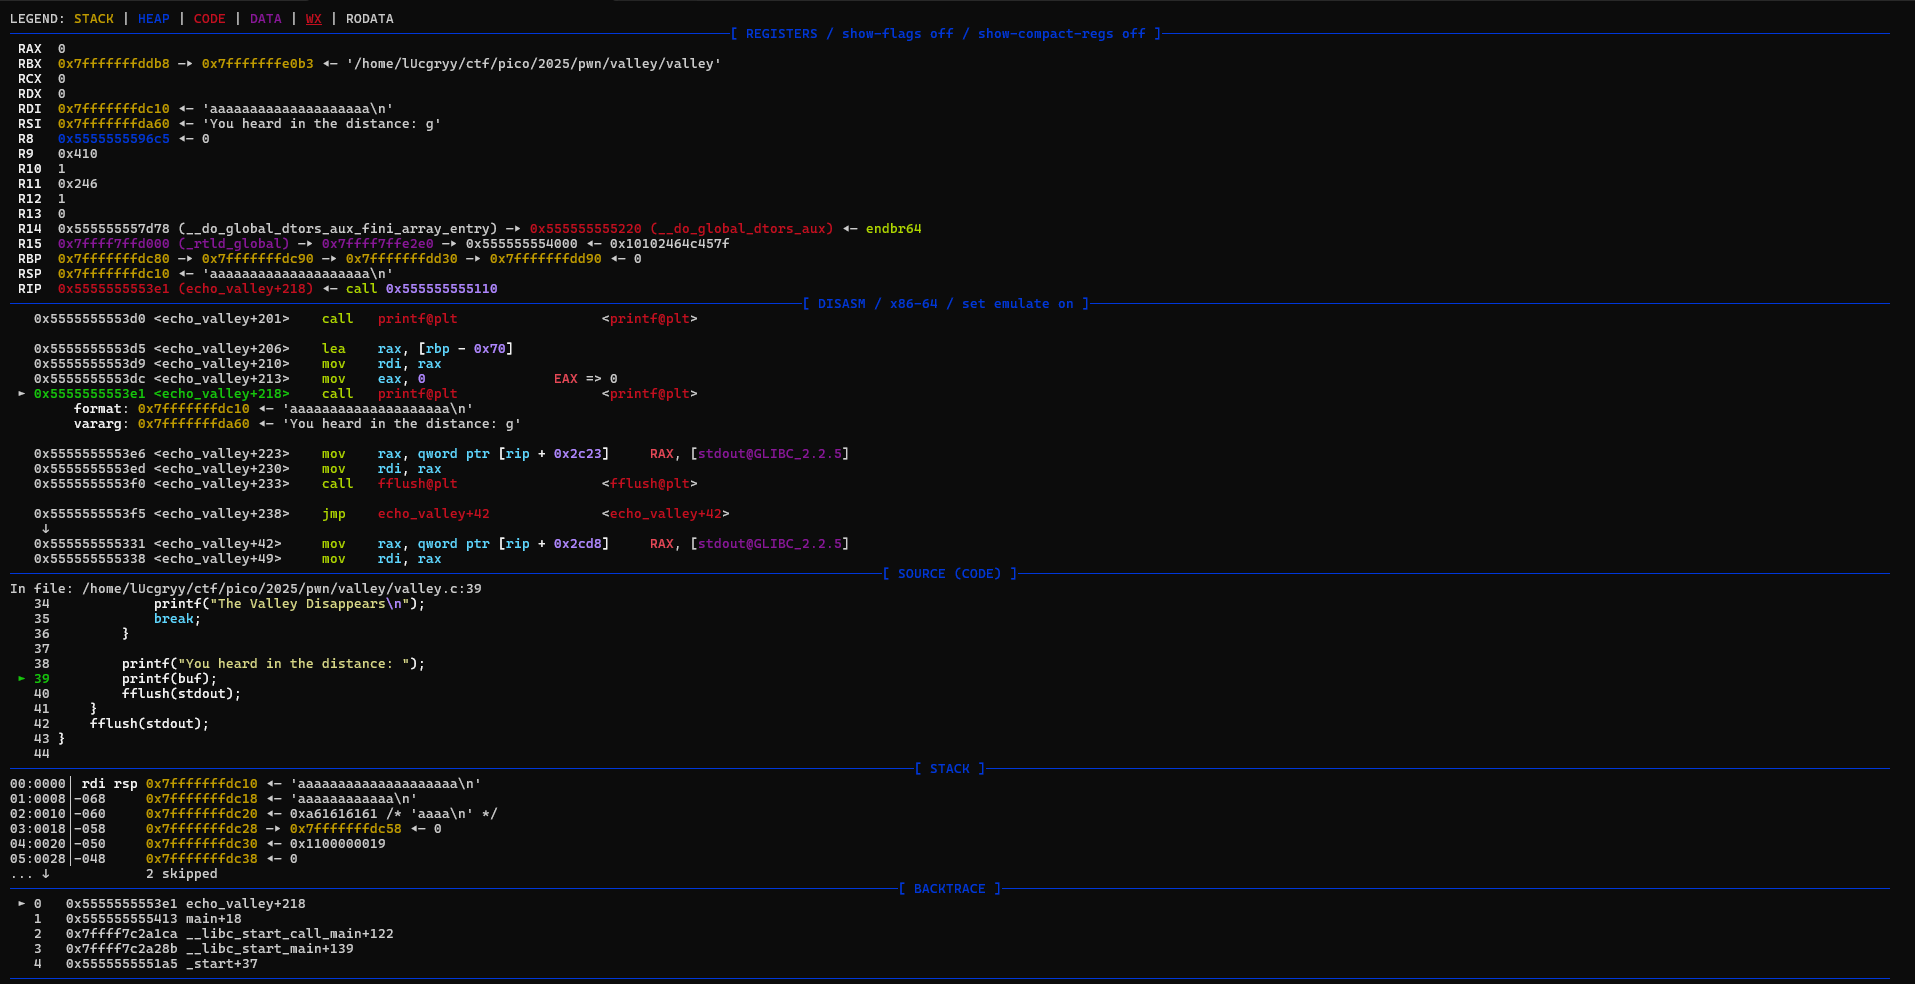 LEGEND: STACK | HEAP | CODE | DATA | WX | RODATA
[ REGISTERS / show-flags off / show-compact-regs off ]
RAX  0
RBX  0x7fffffffddb8 —▸ 0x7fffffffe0b3 ◂— '/home/lUcgryy/ctf/pico/2025/pwn/valley/valley'
RCX  0
RDX  0
RDI  0x7fffffffdc10 ◂— 'aaaaaaaaaaaaaaaaaaaa\n'
RSI  0x7fffffffda60 ◂— 'You heard in the distance: g'
R8   0x5555555596c5 ◂— 0
R9   0x410
R10  1
R11  0x246
R12  1
R13  0
R14  0x555555557d78 (__do_global_dtors_aux_fini_array_entry) —▸ 0x555555555220 (__do_global_dtors_aux) ◂— endbr64
R15  0x7ffff7ffd000 (_rtld_global) —▸ 0x7ffff7ffe2e0 —▸ 0x555555554000 ◂— 0x10102464c457f
RBP  0x7fffffffdc80 —▸ 0x7fffffffdc90 —▸ 0x7fffffffdd30 —▸ 0x7fffffffdd90 ◂— 0
RSP  0x7fffffffdc10 ◂— 'aaaaaaaaaaaaaaaaaaaa\n'
RIP  0x5555555553e1 (echo_valley+218) ◂— call 0x555555555110
[ DISASM / x86-64 / set emulate on ]
0x5555555553d0 <echo_valley+201>    call   printf@plt                  <printf@plt>
0x5555555553d5 <echo_valley+206>    lea    rax, [rbp - 0x70]
0x5555555553d9 <echo_valley+210>    mov    rdi, rax
0x5555555553dc <echo_valley+213>    mov    eax, 0                EAX => 0
► 0x5555555553e1 <echo_valley+218>    call   printf@plt                  <printf@plt>
format: 0x7fffffffdc10 ◂— 'aaaaaaaaaaaaaaaaaaaa\n'
vararg: 0x7fffffffda60 ◂— 'You heard in the distance: g'
0x5555555553e6 <echo_valley+223>    mov    rax, qword ptr [rip + 0x2c23]     RAX, [stdout@GLIBC_2.2.5]
0x5555555553ed <echo_valley+230>    mov    rdi, rax
0x5555555553f0 <echo_valley+233>    call   fflush@plt                  <fflush@plt>
0x5555555553f5 <echo_valley+238>    jmp    echo_valley+42              <echo_valley+42>
↓
0x555555555331 <echo_valley+42>     mov    rax, qword ptr [rip + 0x2cd8]     RAX, [stdout@GLIBC_2.2.5]
0x555555555338 <echo_valley+49>     mov    rdi, rax
[ SOURCE (CODE) ]
In file: /home/lUcgryy/ctf/pico/2025/pwn/valley/valley.c:39
34             printf("The Valley Disappears\n");
35             break;
36         }
37
38         printf("You heard in the distance: ");
► 39         printf(buf);
40         fflush(stdout);
41     }
42     fflush(stdout);
43 }
44
[ STACK ]
00:0000│ rdi rsp 0x7fffffffdc10 ◂— 'aaaaaaaaaaaaaaaaaaaa\n'
01:0008│-068     0x7fffffffdc18 ◂— 'aaaaaaaaaaaa\n'
02:0010│-060     0x7fffffffdc20 ◂— 0xa61616161 /* 'aaaa\n' */
03:0018│-058     0x7fffffffdc28 —▸ 0x7fffffffdc58 ◂— 0
04:0020│-050     0x7fffffffdc30 ◂— 0x1100000019
05:0028│-048     0x7fffffffdc38 ◂— 0
... ↓            2 skipped
[ BACKTRACE ]
► 0   0x5555555553e1 echo_valley+218
1   0x555555555413 main+18
2   0x7ffff7c2a1ca __libc_start_call_main+122
3   0x7ffff7c2a28b __libc_start_main+139
4   0x5555555551a5 _start+37